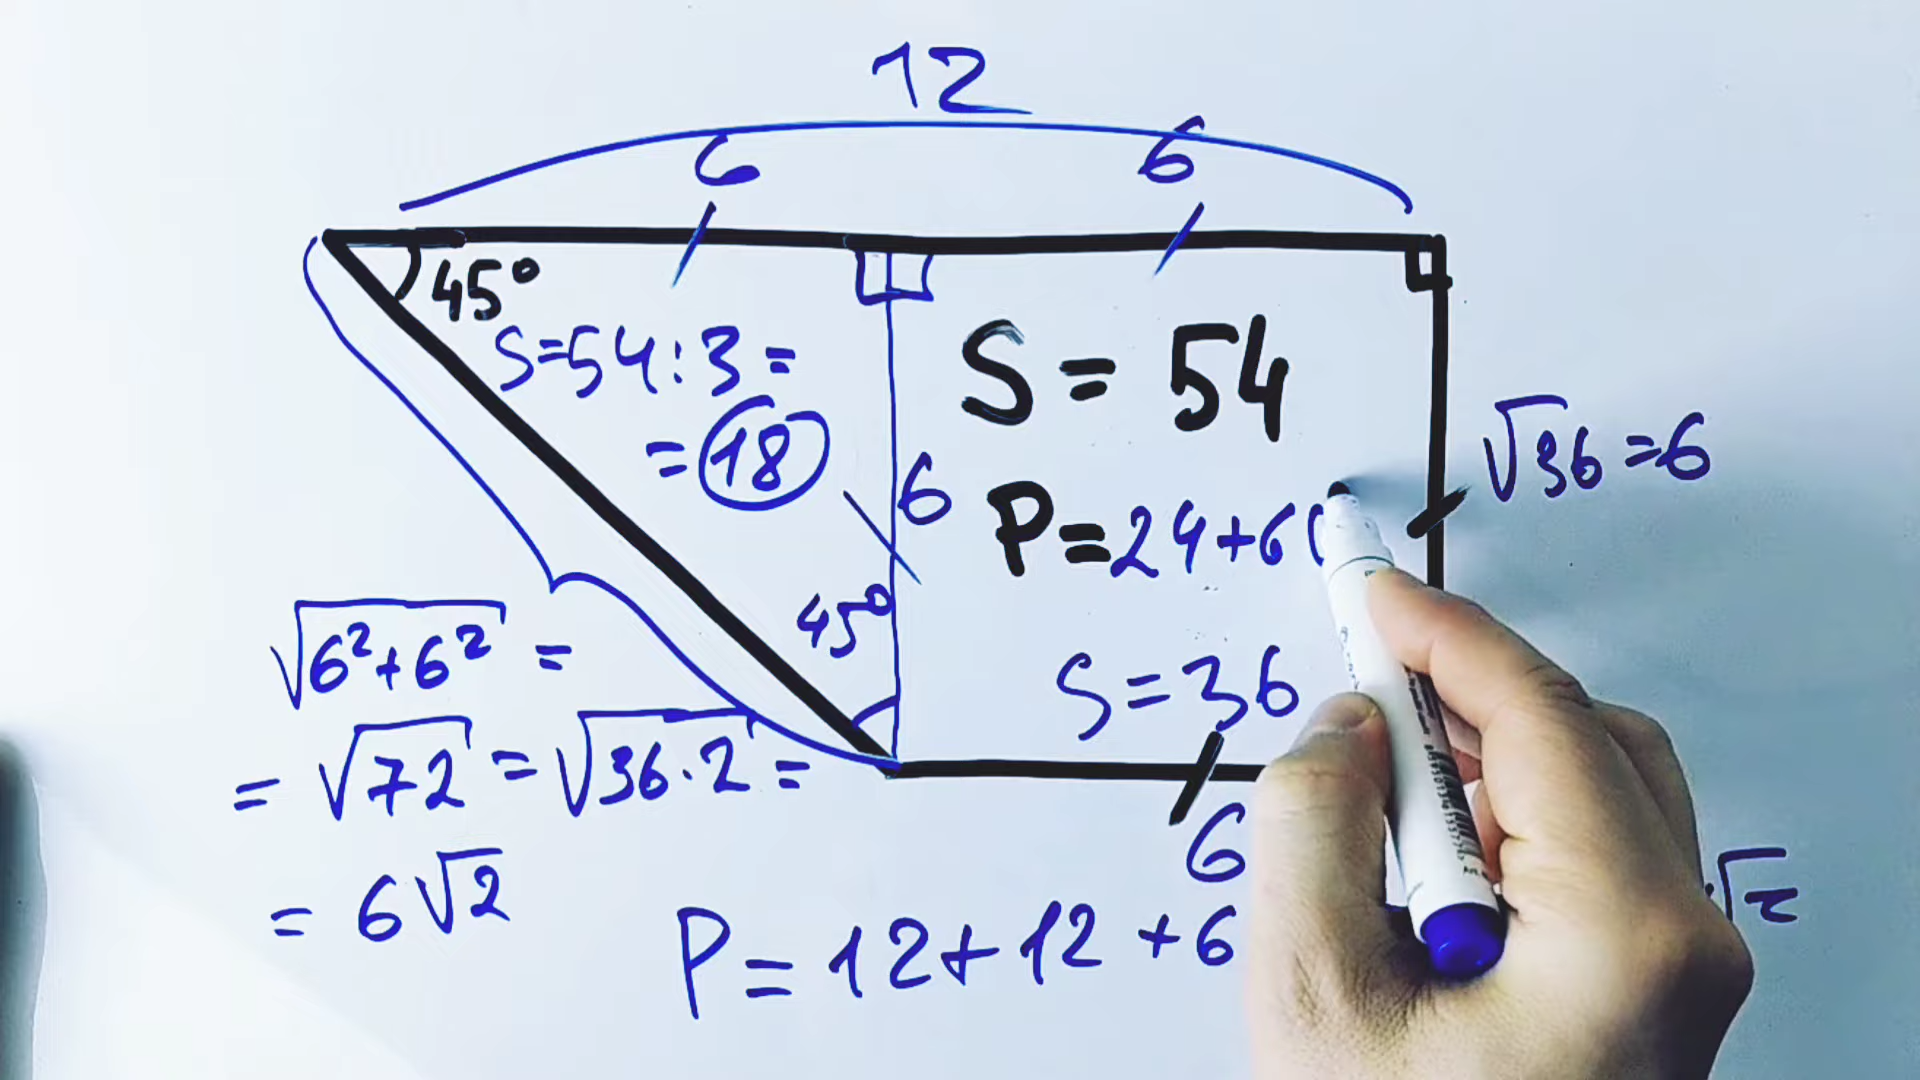 12
6 6
45°
S=54:3=
=18
S = 54
√36 =6
6
P=24+6
45°
√6²+6² =
S=36
= √72 = √36·2 =
6
= 6√2
P=12+12+6
√2